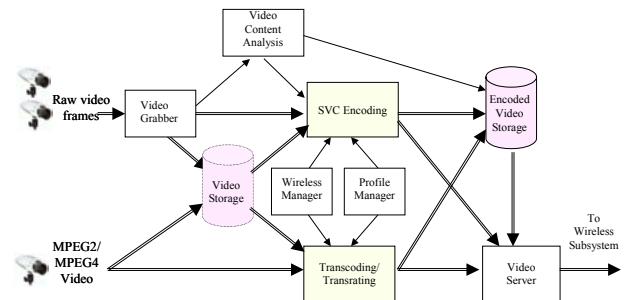 Video
Content
Analysis
Raw video
frames
Video
Grabber
SVC Encoding
Encoded
Video
Storage
Video
Storage
Wireless
Manager
Profile
Manager
To
Wireless
Subsystem
MPEG2/
MPEG4
Video
Transcoding/
Transrating
Video
Server